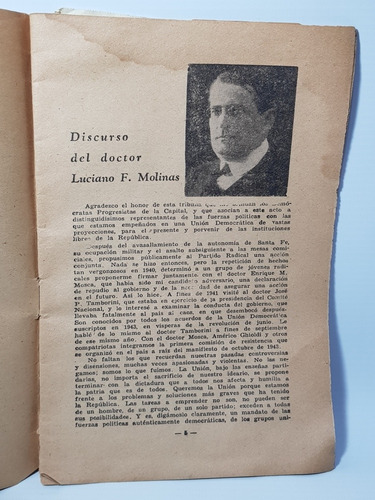 Discurso
del doctor
Luciano F. Molinas
Agradezco el honor de esta tribuna que me brindan los Demó-
cratas Progresistas de la Capital, y que asocian a este acto a
distinguidísimos representantes de las fuerzas políticas con las
que estamos empeñados en una Unión Democrática de vastas
proyecciones, para el presente y porvenir de las instituciones
libres de la República.
Después del avasallamiento de la autonomía de Santa Fe,
su ocupación militar y el asalto subsiguiente a las mesas comi-
ciales, propusimos públicamente al Partido Radical una acción
conjunta. Nada se hizo entonces, pero la repetición de hechos
tan vergonzosos en 1940, determinó a un grupo de jóvenes radi-
cales proponerme firmar juntamente con el doctor Enrique M.
Mosca, que había sido mi candidato adversario, una declaración
de repudio al gobierno y de la necesidad de asegurar una acción
en el futuro. Así lo hice. A fines de 1941 visité al doctor José
P. Tamborini, que estaba en ejercicio de la presidencia del Comité
Nacional, y le interesé a examinar la conducta del gobierno, que
llevaba fatalmente al país al caos, en que desembocó después.
Son conocidos por todos los acuerdos de la Unión Democrática
suscriptos en 1943, en vísperas de la revolución de junio. Le
hablé de lo mismo al doctor Tamborini a fines de septiembre
de ese mismo año. Con el doctor Mosca, Américo Ghioldi y otros
compatriotas integramos la primera comisión de resistencia que
se organizó en el país a raíz del manifiesto de octubre de 1943.
No faltan los que recuerdan nuestras pasadas controversias
y disensiones, muchas veces apasionadas y violentas. No las ne-
gamos; somos lo que fuimos. La Unión, bajo las enseñas parti-
darias, no importa el sacrificio de nuestro ideario, se propone
terminar con la dictadura que a todos nos afecta y humilla a
la patria que es de todos. Queremos la Unión porque estamos
frente a los problemas y soluciones más graves que ha tenido
la República. Las tareas a emprender no son, no pueden ser
de un hombre, de un grupo, de un solo partido; exceden a todas
sus posibilidades. Y es, digámoslo claramente, un mandato de las
fuerzas políticas auténticamente democráticas, de los grupos uni-
— 5 —